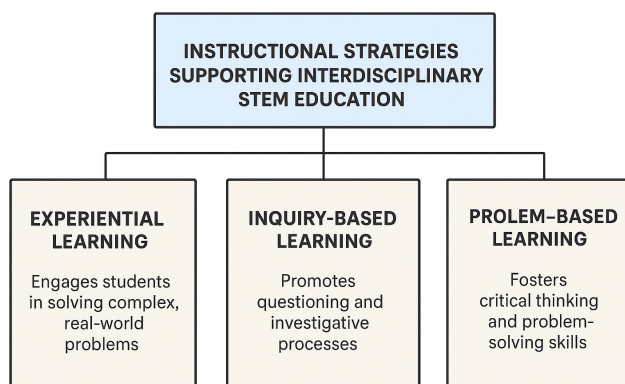 INSTRUCTIONAL STRATEGIES
SUPPORTING INTERDISCIPLINARY
STEM EDUCATION
EXPERIENTIAL
LEARNING
Engages students
in solving complex,
real-world
problems
INQUIRY-BASED
LEARNING
Promotes
questioning and
investigative
processes
PROLEM–BASED
LEARNING
Fosters
critical thinking
and problem-
solving skills